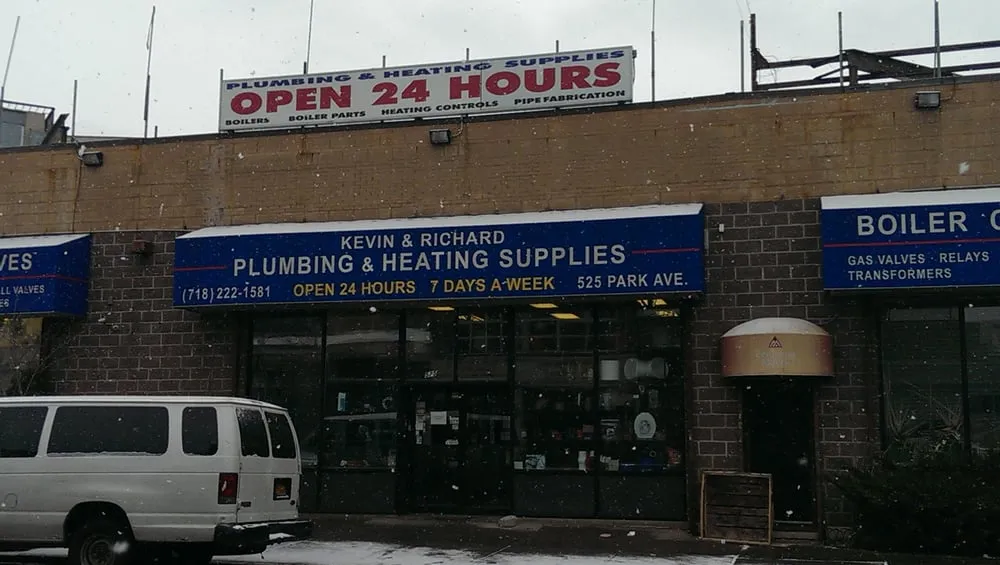 PLUMBING & HEATING SUPPLIES
OPEN 24 HOURS
BOILERS BOILER PARTS HEATING CONTROLS PIPE FABRICATION
VES
LL VALVES
KEVIN & RICHARD
PLUMBING & HEATING SUPPLIES
(718) 222-1581 OPEN 24 HOURS 7 DAYS A WEEK 525 PARK AVE.
BOILER C
GAS VALVES · RELAYS
TRANSFORMERS
525